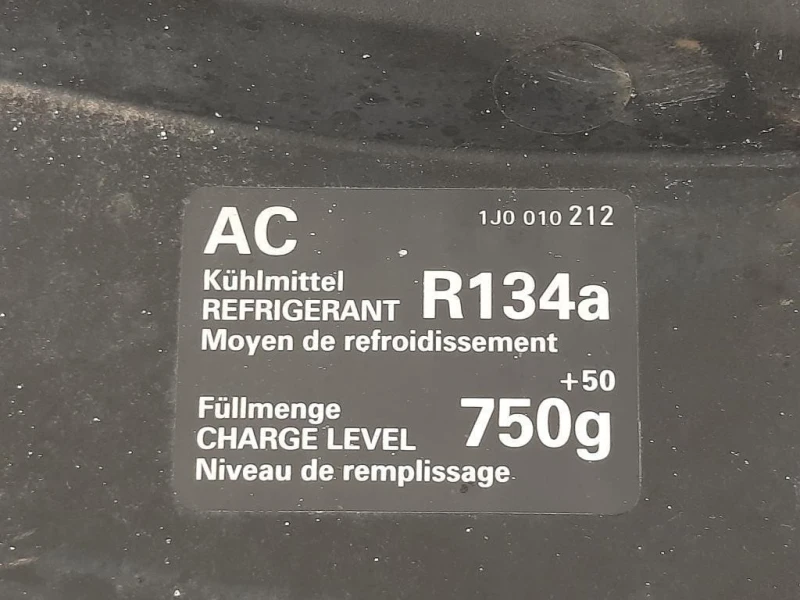 AC 1J0 010 212
Kühlmittel
REFRIGERANT R134a
Moyen de refroidissement
+50
Füllmenge
CHARGE LEVEL 750g
Niveau de remplissage